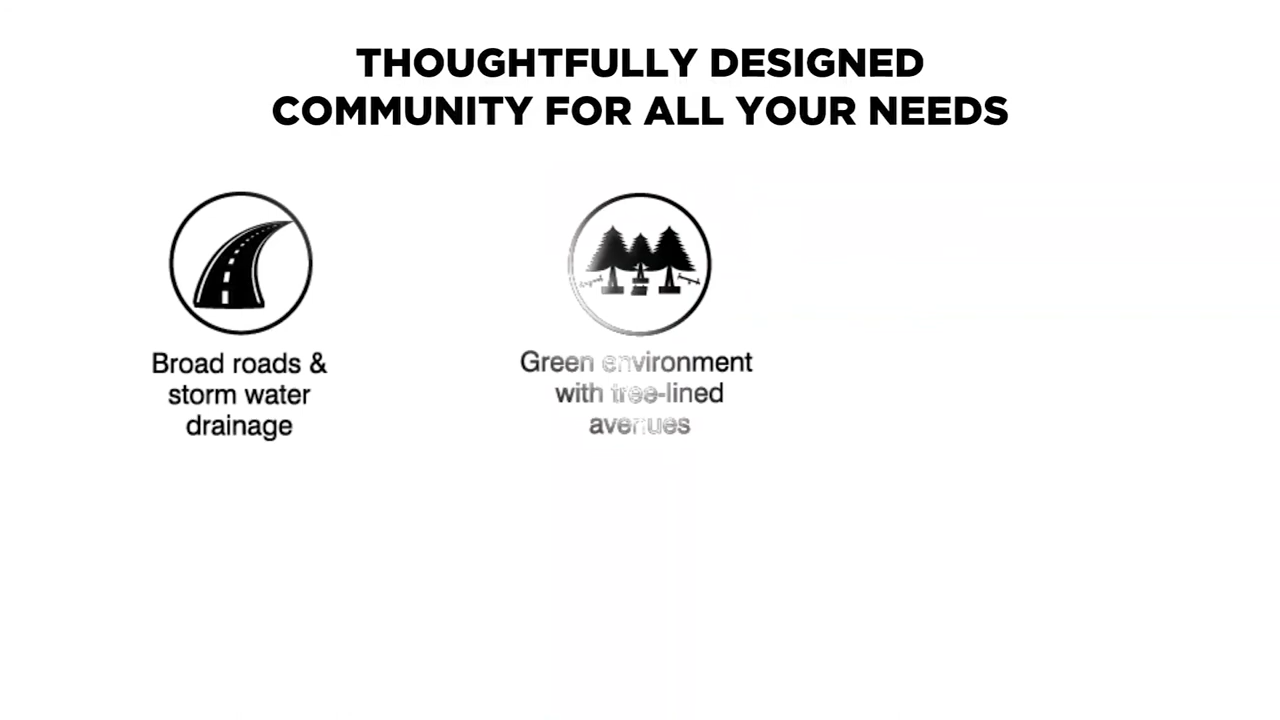 THOUGHTFULLY DESIGNED
COMMUNITY FOR ALL YOUR NEEDS
Broad roads &
storm water
drainage
Green environment
with tree-lined
avenues